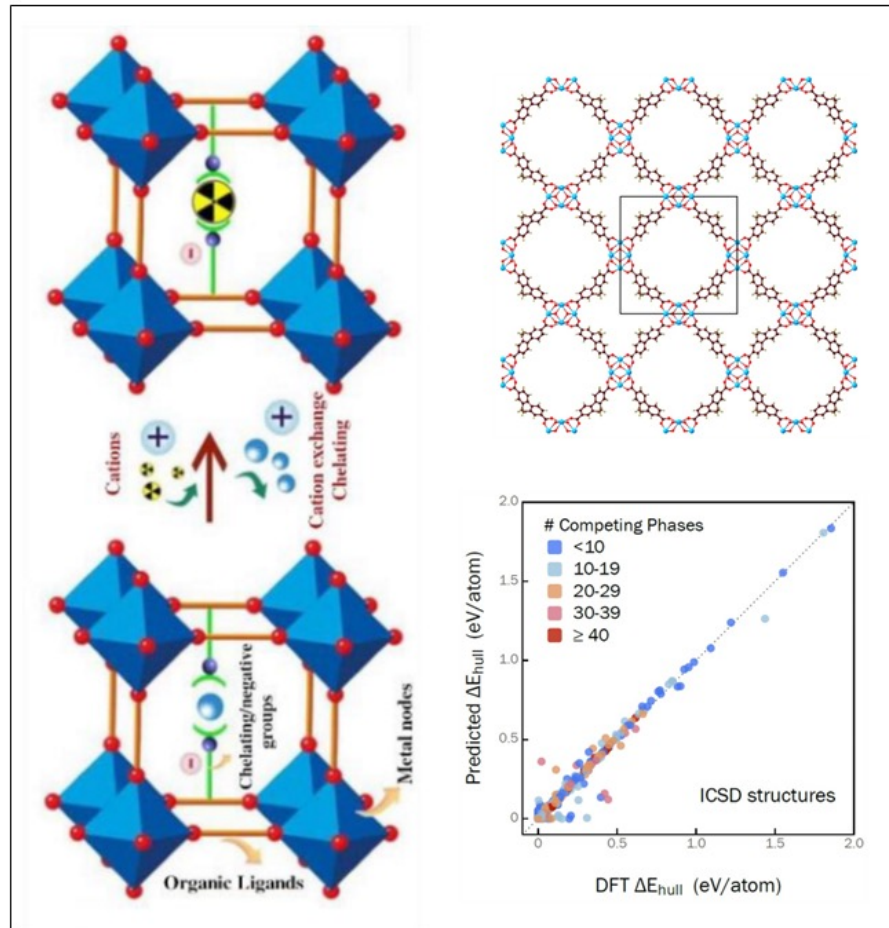 Cations
+
+
Cation exchange
Chelating
−
Chelating/negative
groups
−
Metal nodes
Organic Ligands
# Competing Phases
<10
10-19
20-29
30-39
≥ 40
ICSD structures
Predicted ΔEhull (eV/atom)
2.0
1.5
1.0
0.5
0
0
0.5
1.0
1.5
2.0
DFT ΔEhull (eV/atom)